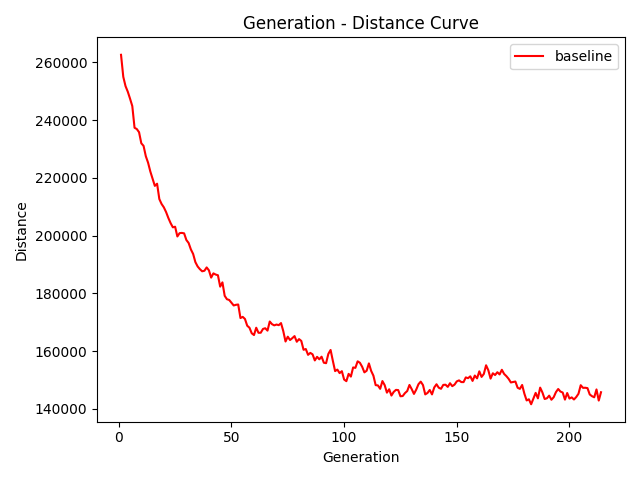 Generation - Distance Curve
baseline
260000
240000
220000
200000
180000
160000
140000
Distance
0 50 100 150 200
Generation